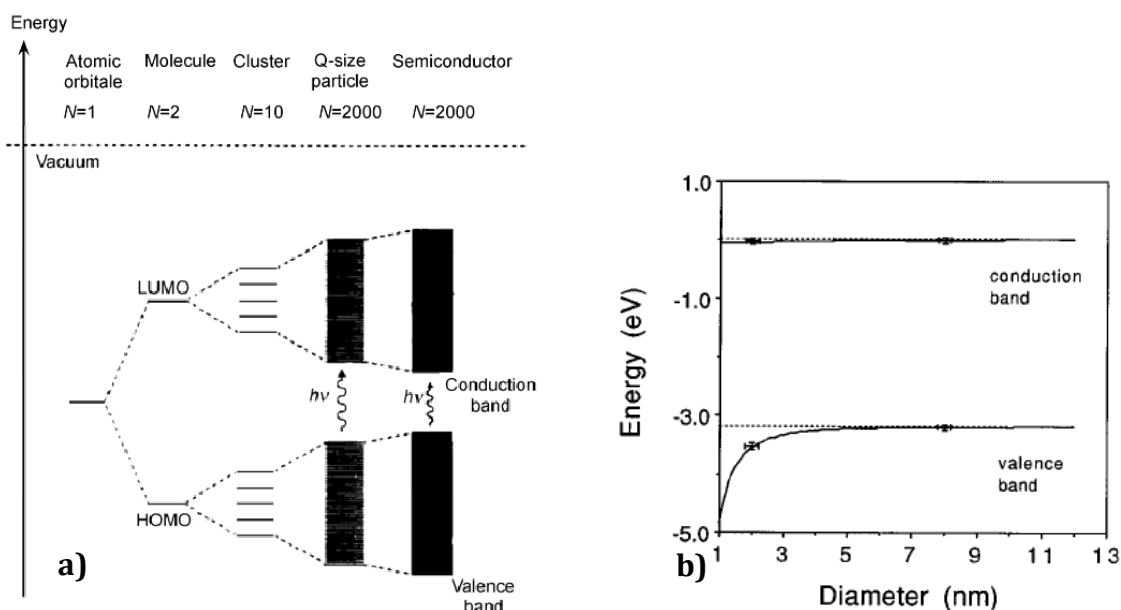 Energy
Atomic orbitale
Molecule
Cluster
Q-size particle
Semiconductor
N=1
N=2
N=10
N=2000
N=2000
Vacuum
LUMO
HOMO
hν
hν
Conduction band
Valence band
a)
1.0
-1.0
-3.0
-5.0
Energy (eV)
conduction band
valence band
1
3
5
7
9
11
13
Diameter (nm)
b)